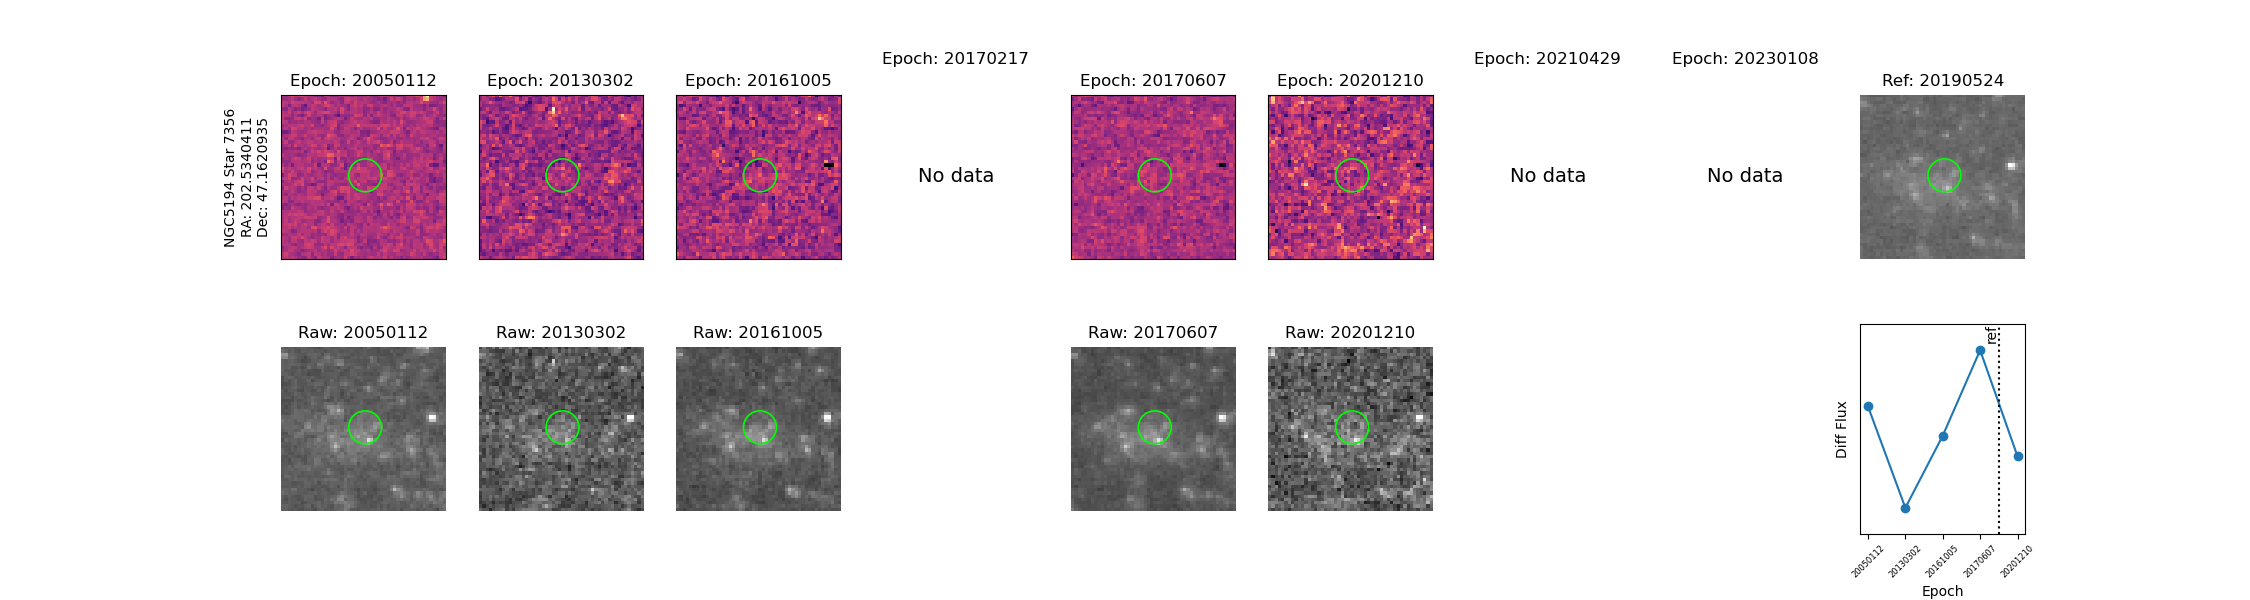 Epoch: 20050112
Epoch: 20130302
Epoch: 20161005
Epoch: 20170217
Epoch: 20170607
Epoch: 20201210
Epoch: 20210429
Epoch: 20230108
Ref: 20190524
NGC5194 Star 7356
RA: 202.5340411
Dec: 47.1620935
No data
No data
No data
Raw: 20050112
Raw: 20130302
Raw: 20161005
Raw: 20170607
Raw: 20201210
ref
Diff Flux
20050112
20130302
20161005
20170607
20201210
Epoch